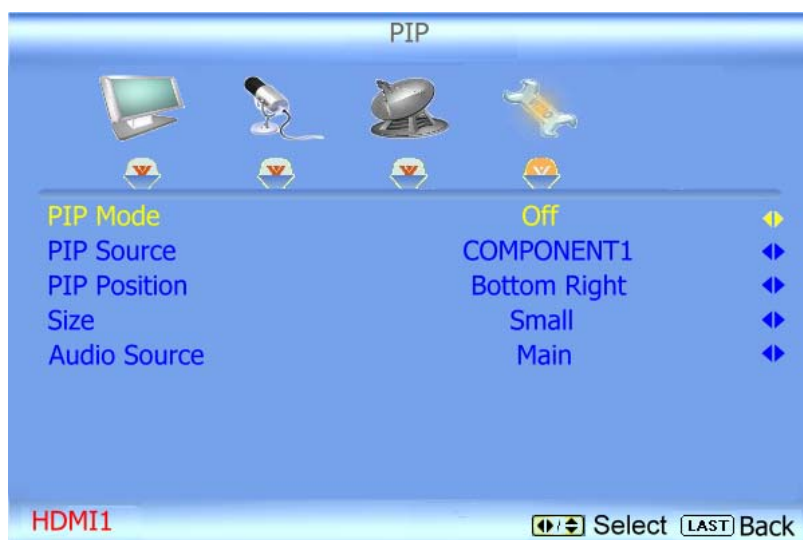 PIP
PIP Mode Off
PIP Source COMPONENT1
PIP Position Bottom Right
Size Small
Audio Source Main
HDMI1 Select LAST Back